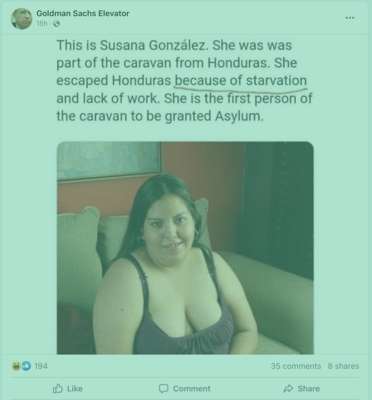 Goldman Sachs Elevator
15h ·
This is Susana González. She was was
part of the caravan from Honduras. She
escaped Honduras because of starvation
and lack of work. She is the first person of
the caravan to be granted Asylum.
194
35 comments 8 shares
Like
Comment
Share